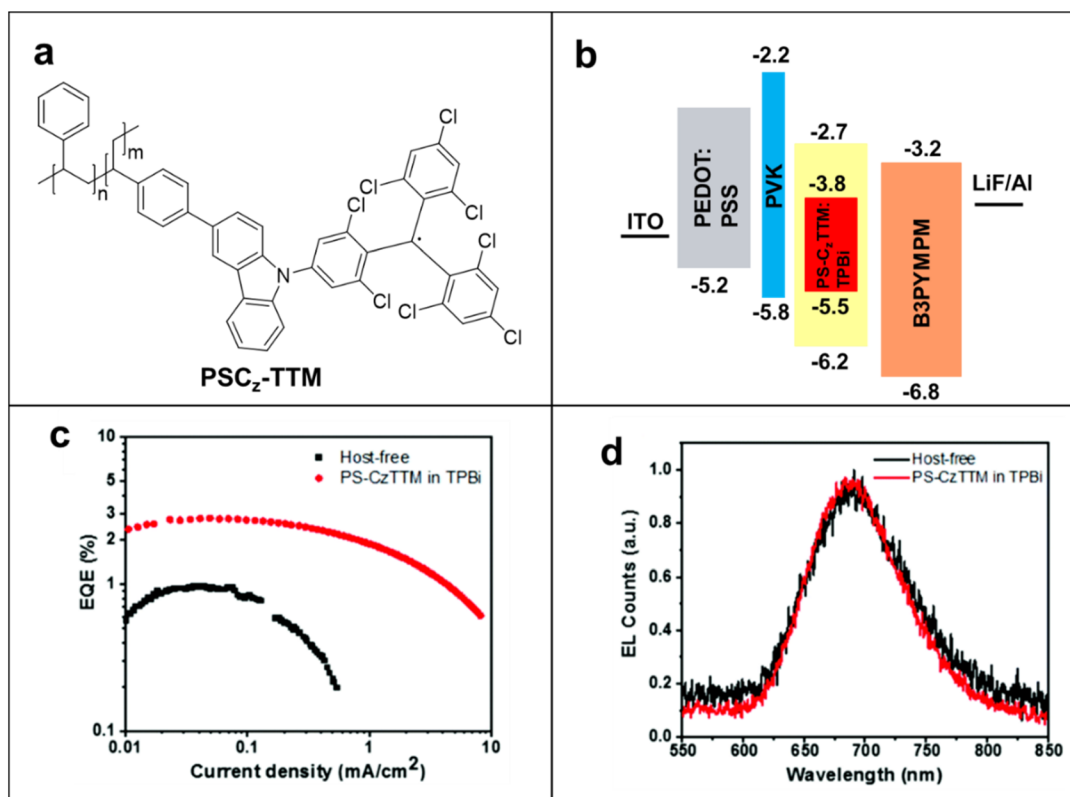 a
n
m
N
Cl
Cl
Cl
Cl
Cl
Cl
Cl
Cl
·
PSCz-TTM
b
-2.2
-2.7
-3.2
-3.8
ITO
PEDOT:
PSS
PVK
PS-CzTTM:
TPBi
B3PYMPM
LiF/Al
-5.2
-5.8
-5.5
-6.2
-6.8
c
Host-free
PS-CzTTM in TPBi
EQE (%)
10
5
3
2
1
0.1
0.01
0.1
1
10
Current density (mA/cm²)
d
Host-free
PS-CzTTM in TPBi
EL Counts (a.u.)
1.0
0.8
0.6
0.4
0.2
0.0
550
600
650
700
750
800
850
Wavelength (nm)